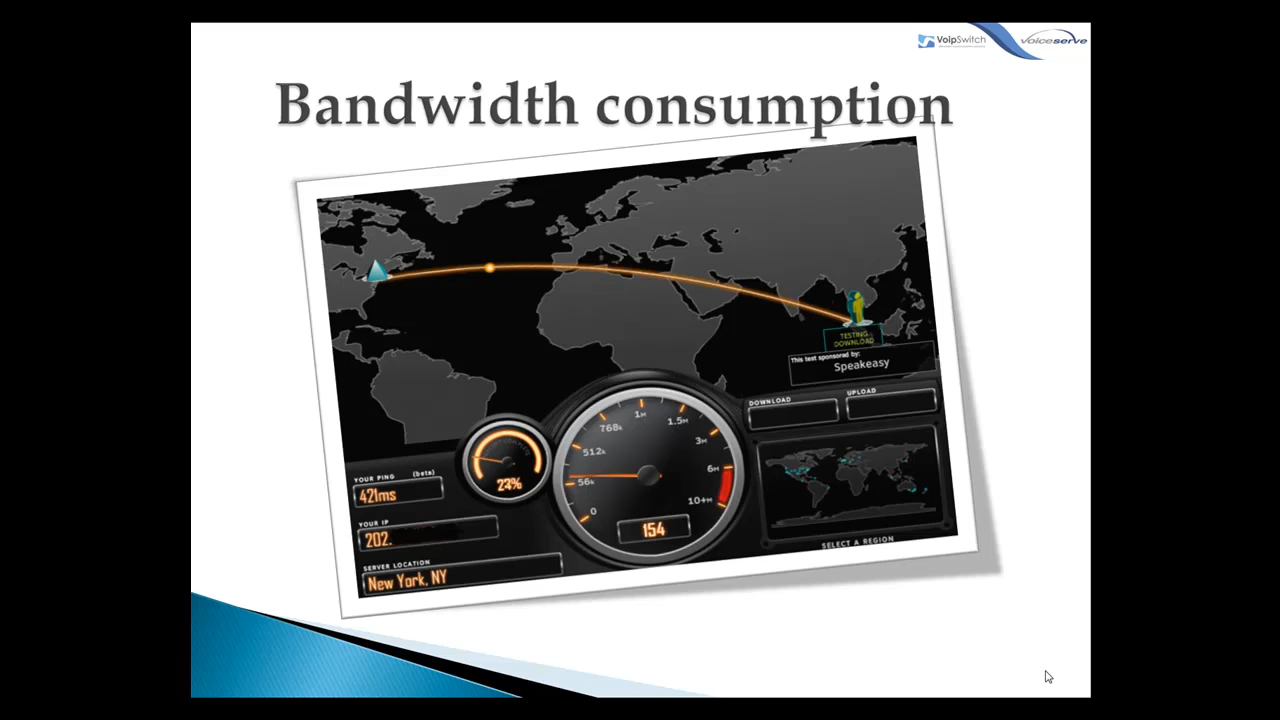 VoipSwitch
voiceserve
Bandwidth consumption
TESTING
DOWNLOAD
This test sponsored by:
Speakeasy
DOWNLOAD
UPLOAD
1M
768k
1.5M
512k
3M
56k
6M
0
10+M
23%
154
YOUR PING (beta)
421ms
YOUR IP
202.
SERVER LOCATION
New York, NY
SELECT A REGION